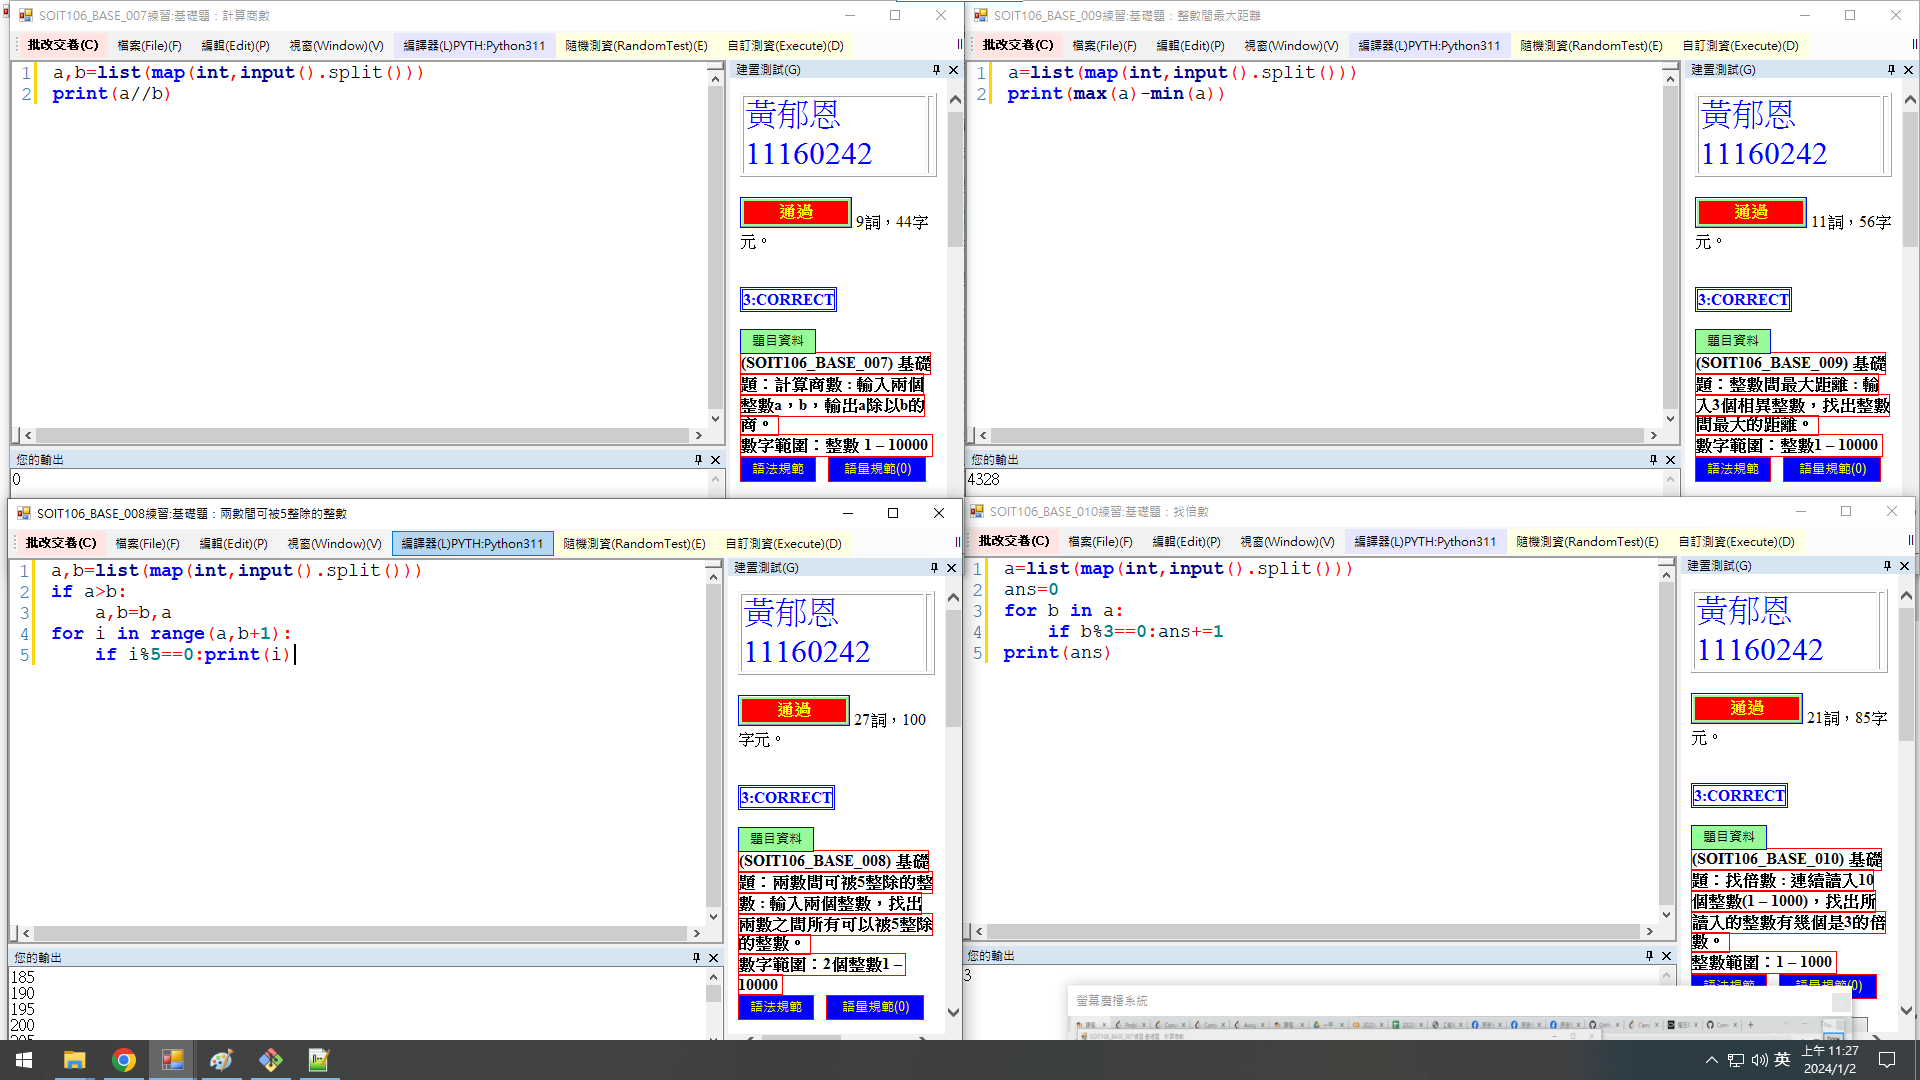 SOIT106_BASE_007練習:基礎題：計算商數
批改交卷(C) 檔案(File)(F) 編輯(Edit)(P) 視窗(Window)(V) 編譯器(L)PYTH:Python311 隨機測資(RandomTest)(E) 自訂測資(Execute)(D)
1 a,b=list(map(int,input().split()))
2 print(a//b)
建置測試(G)
黃郁恩
11160242
通過 9詞，44字
元。
3:CORRECT
題目資料
(SOIT106_BASE_007) 基礎
題：計算商數 : 輸入兩個
整數a，b，輸出a除以b的
商。
數字範圍：整數 1 – 10000
語法規範 語量規範(0)
您的輸出
0
SOIT106_BASE_009練習:基礎題：整數間最大距離
批改交卷(C) 檔案(File)(F) 編輯(Edit)(P) 視窗(Window)(V) 編譯器(L)PYTH:Python311 隨機測資(RandomTest)(E) 自訂測資(Execute)(D)
1 a=list(map(int,input().split()))
2 print(max(a)-min(a))
建置測試(G)
黃郁恩
11160242
通過 11詞，56字
元。
3:CORRECT
題目資料
(SOIT106_BASE_009) 基礎
題：整數間最大距離 : 輸
入3個相異整數，找出整數
間最大的距離。
數字範圍：整數1 – 10000
語法規範 語量規範(0)
您的輸出
4328
SOIT106_BASE_008練習:基礎題：兩數間可被5整除的整數
批改交卷(C) 檔案(File)(F) 編輯(Edit)(P) 視窗(Window)(V) 編譯器(L)PYTH:Python311 隨機測資(RandomTest)(E) 自訂測資(Execute)(D)
1 a,b=list(map(int,input().split()))
2 if a>b:
3     a,b=b,a
4 for i in range(a,b+1):
5     if i%5==0:print(i)
建置測試(G)
黃郁恩
11160242
通過 27詞，100
字元。
3:CORRECT
題目資料
(SOIT106_BASE_008) 基礎
題：兩數間可被5整除的整
數 : 輸入兩個整數，找出
兩數之間所有可以被5整除
的整數。
數字範圍：2個整數1 –
10000
語法規範 語量規範(0)
您的輸出
185
190
195
200
205
SOIT106_BASE_010練習:基礎題：找倍數
批改交卷(C) 檔案(File)(F) 編輯(Edit)(P) 視窗(Window)(V) 編譯器(L)PYTH:Python311 隨機測資(RandomTest)(E) 自訂測資(Execute)(D)
1 a=list(map(int,input().split()))
2 ans=0
3 for b in a:
4     if b%3==0:ans+=1
5 print(ans)
建置測試(G)
黃郁恩
11160242
通過 21詞，85字
元。
3:CORRECT
題目資料
(SOIT106_BASE_010) 基礎
題：找倍數 : 連續讀入10
個整數(1 – 1000)，找出所
讀入的整數有幾個是3的倍
數。
整數範圍：1 – 1000
語法規範 語量規範(0)
您的輸出
3
螢幕廣播系統
英
上午 11:27
2024/1/2